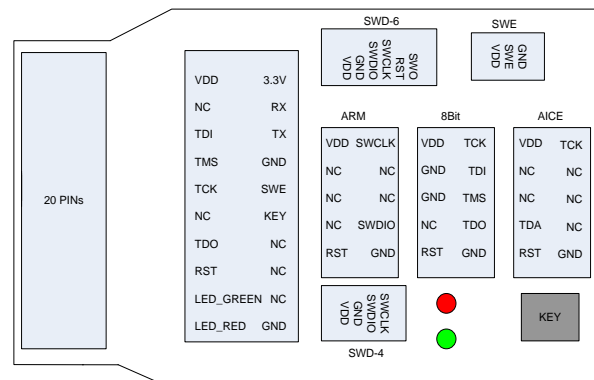 SWD-6
SWE
VDD
GND
SWDIO
SWCLK
RST
SWO
VDD
SWE
GND
20 PINs
VDD 3.3V
NC RX
TDI TX
TMS GND
TCK SWE
NC KEY
TDO NC
RST NC
LED_GREEN NC
LED_RED GND
ARM
VDD SWCLK
NC NC
NC NC
NC SWDIO
RST GND
8Bit
VDD TCK
GND TDI
GND TMS
NC TDO
RST GND
AICE
VDD TCK
NC NC
NC NC
TDA NC
RST GND
VDD
GND
SWDIO
SWCLK
SWD-4
KEY